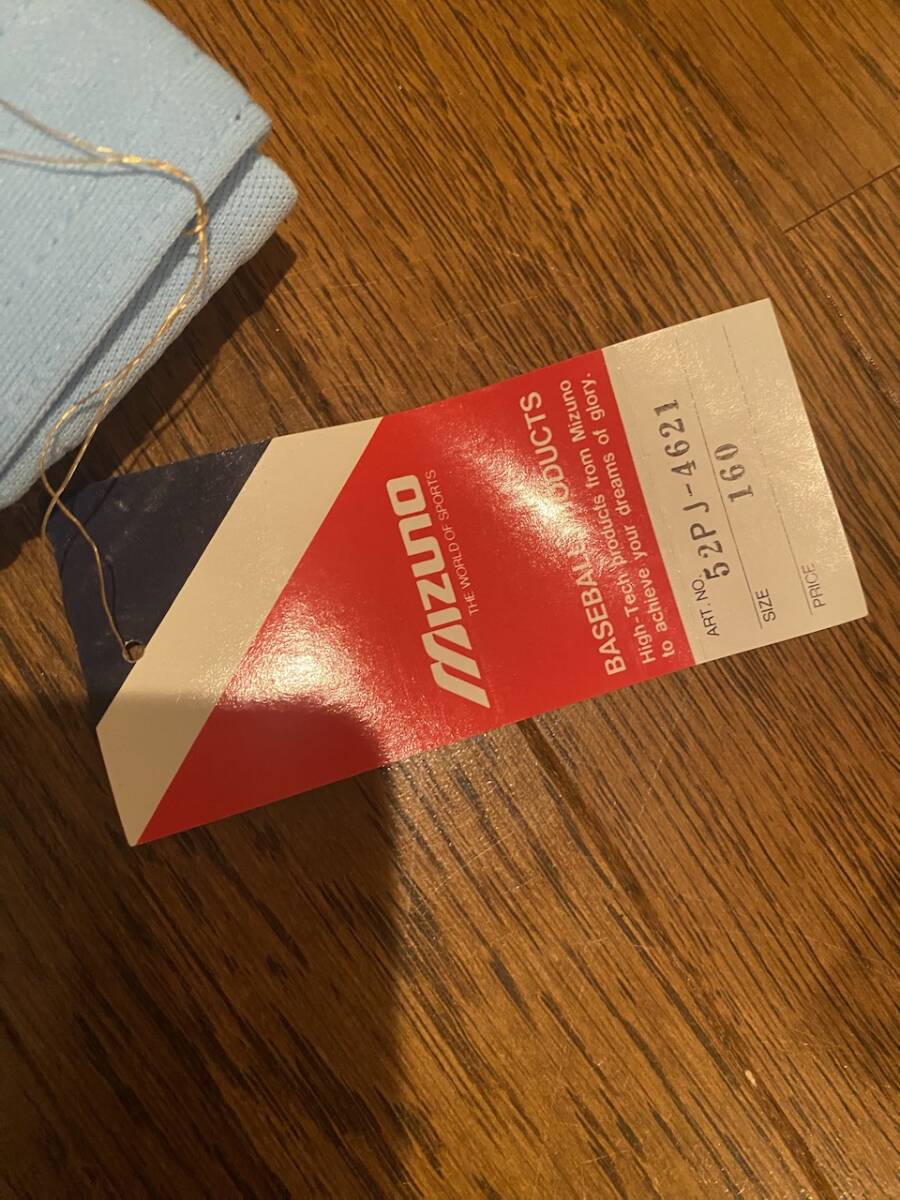 Mizuno
THE WORLD OF SPORTS
BASEBALL PRODUCTS
High-Tech products from Mizuno
to achieve your dreams of glory.
ART. NO. 52PJ-4621
SIZE 160
PRICE